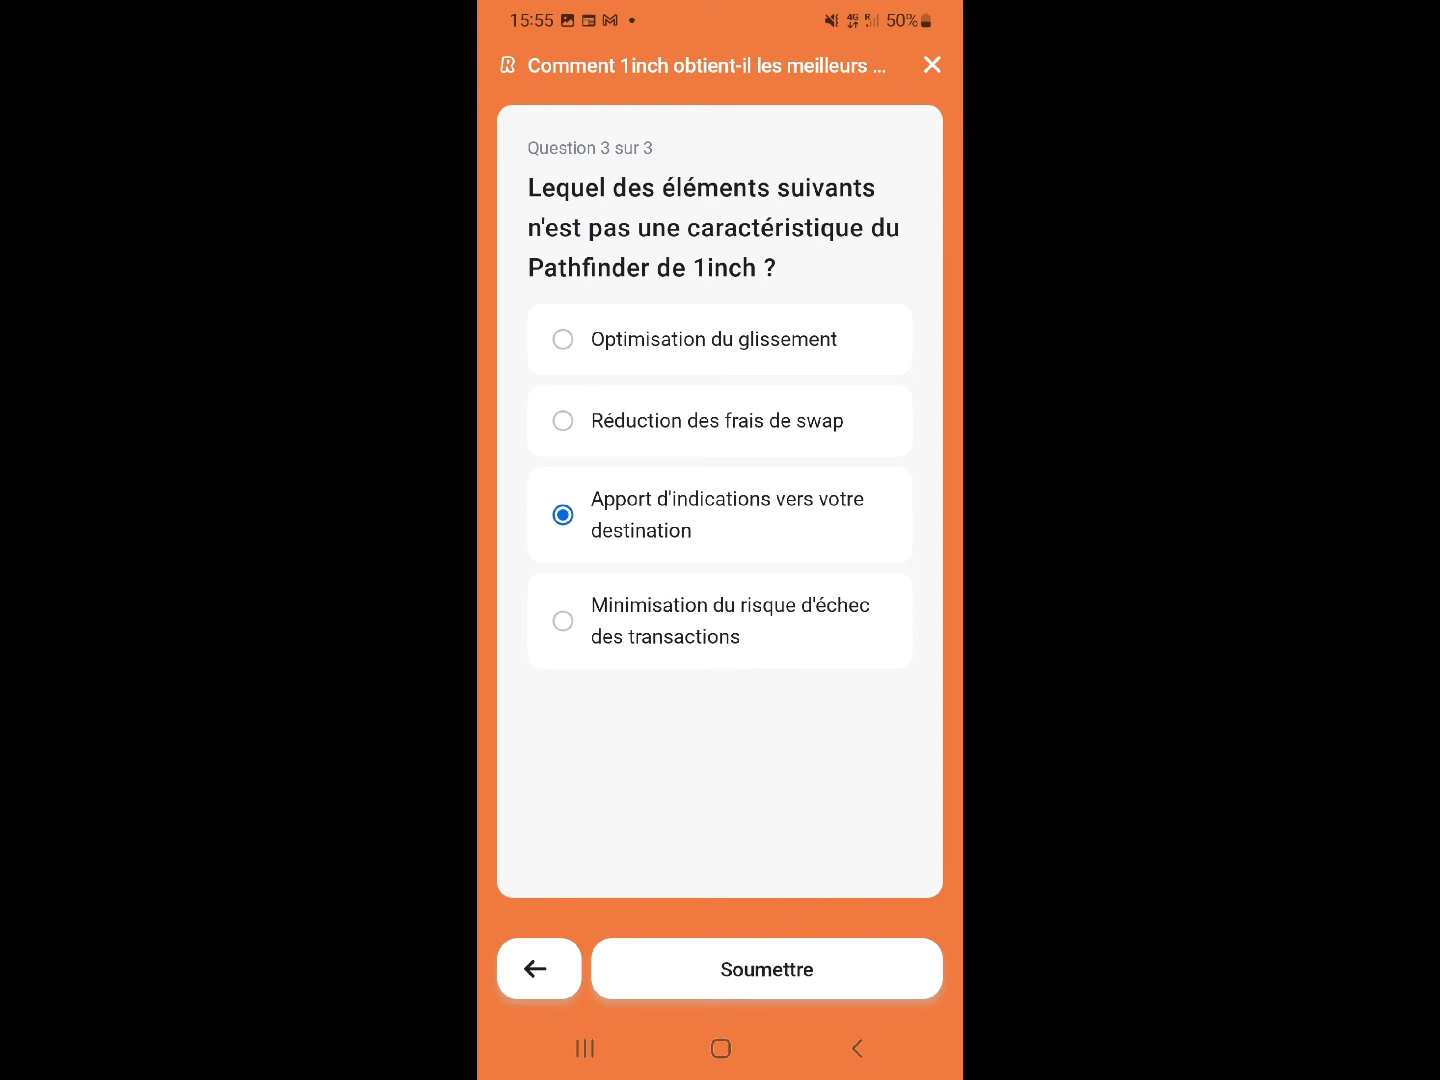 15:55
4G R 50%
R Comment 1inch obtient-il les meilleurs ...
Question 3 sur 3
Lequel des éléments suivants
n'est pas une caractéristique du
Pathfinder de 1inch ?
Optimisation du glissement
Réduction des frais de swap
Apport d'indications vers votre
destination
Minimisation du risque d'échec
des transactions
Soumettre